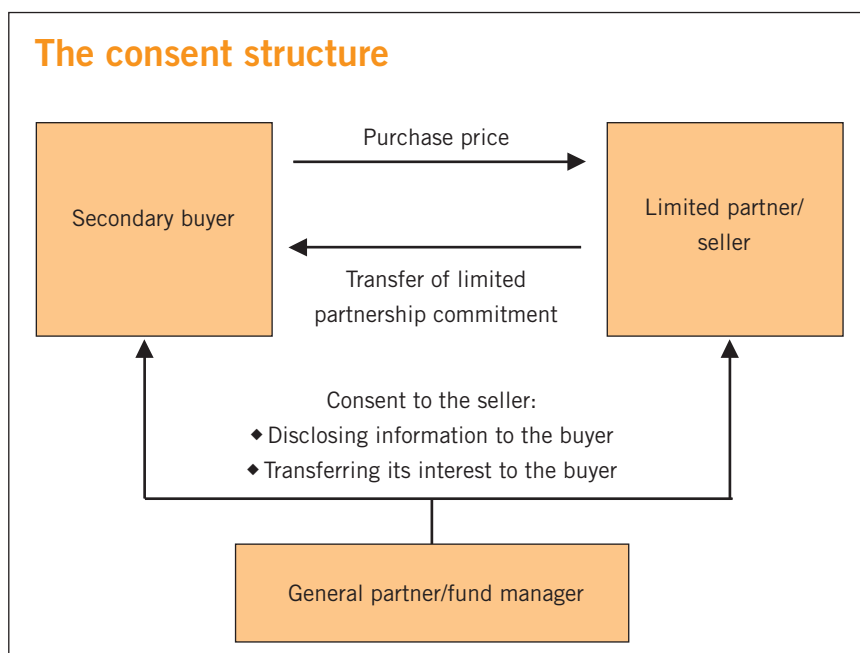 The consent structure
Purchase price
Secondary buyer
Limited partner/
seller
Transfer of limited
partnership commitment
Consent to the seller:
◆ Disclosing information to the buyer
◆ Transferring its interest to the buyer
General partner/fund manager